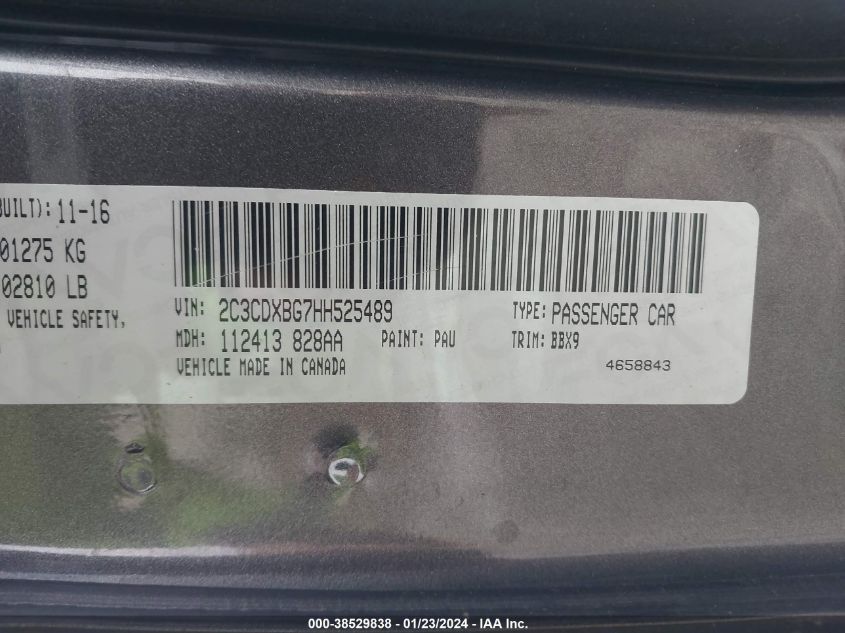 BUILT): 11-16
01275 KG
02810 LB
VEHICLE SAFETY,
VIN: 2C3CDXBG7HH525489 TYPE: PASSENGER CAR
MDH: 112413 828AA PAINT: PAU TRIM: BBX9
VEHICLE MADE IN CANADA 4658843
000-38529838 - 01/23/2024 - IAA Inc.